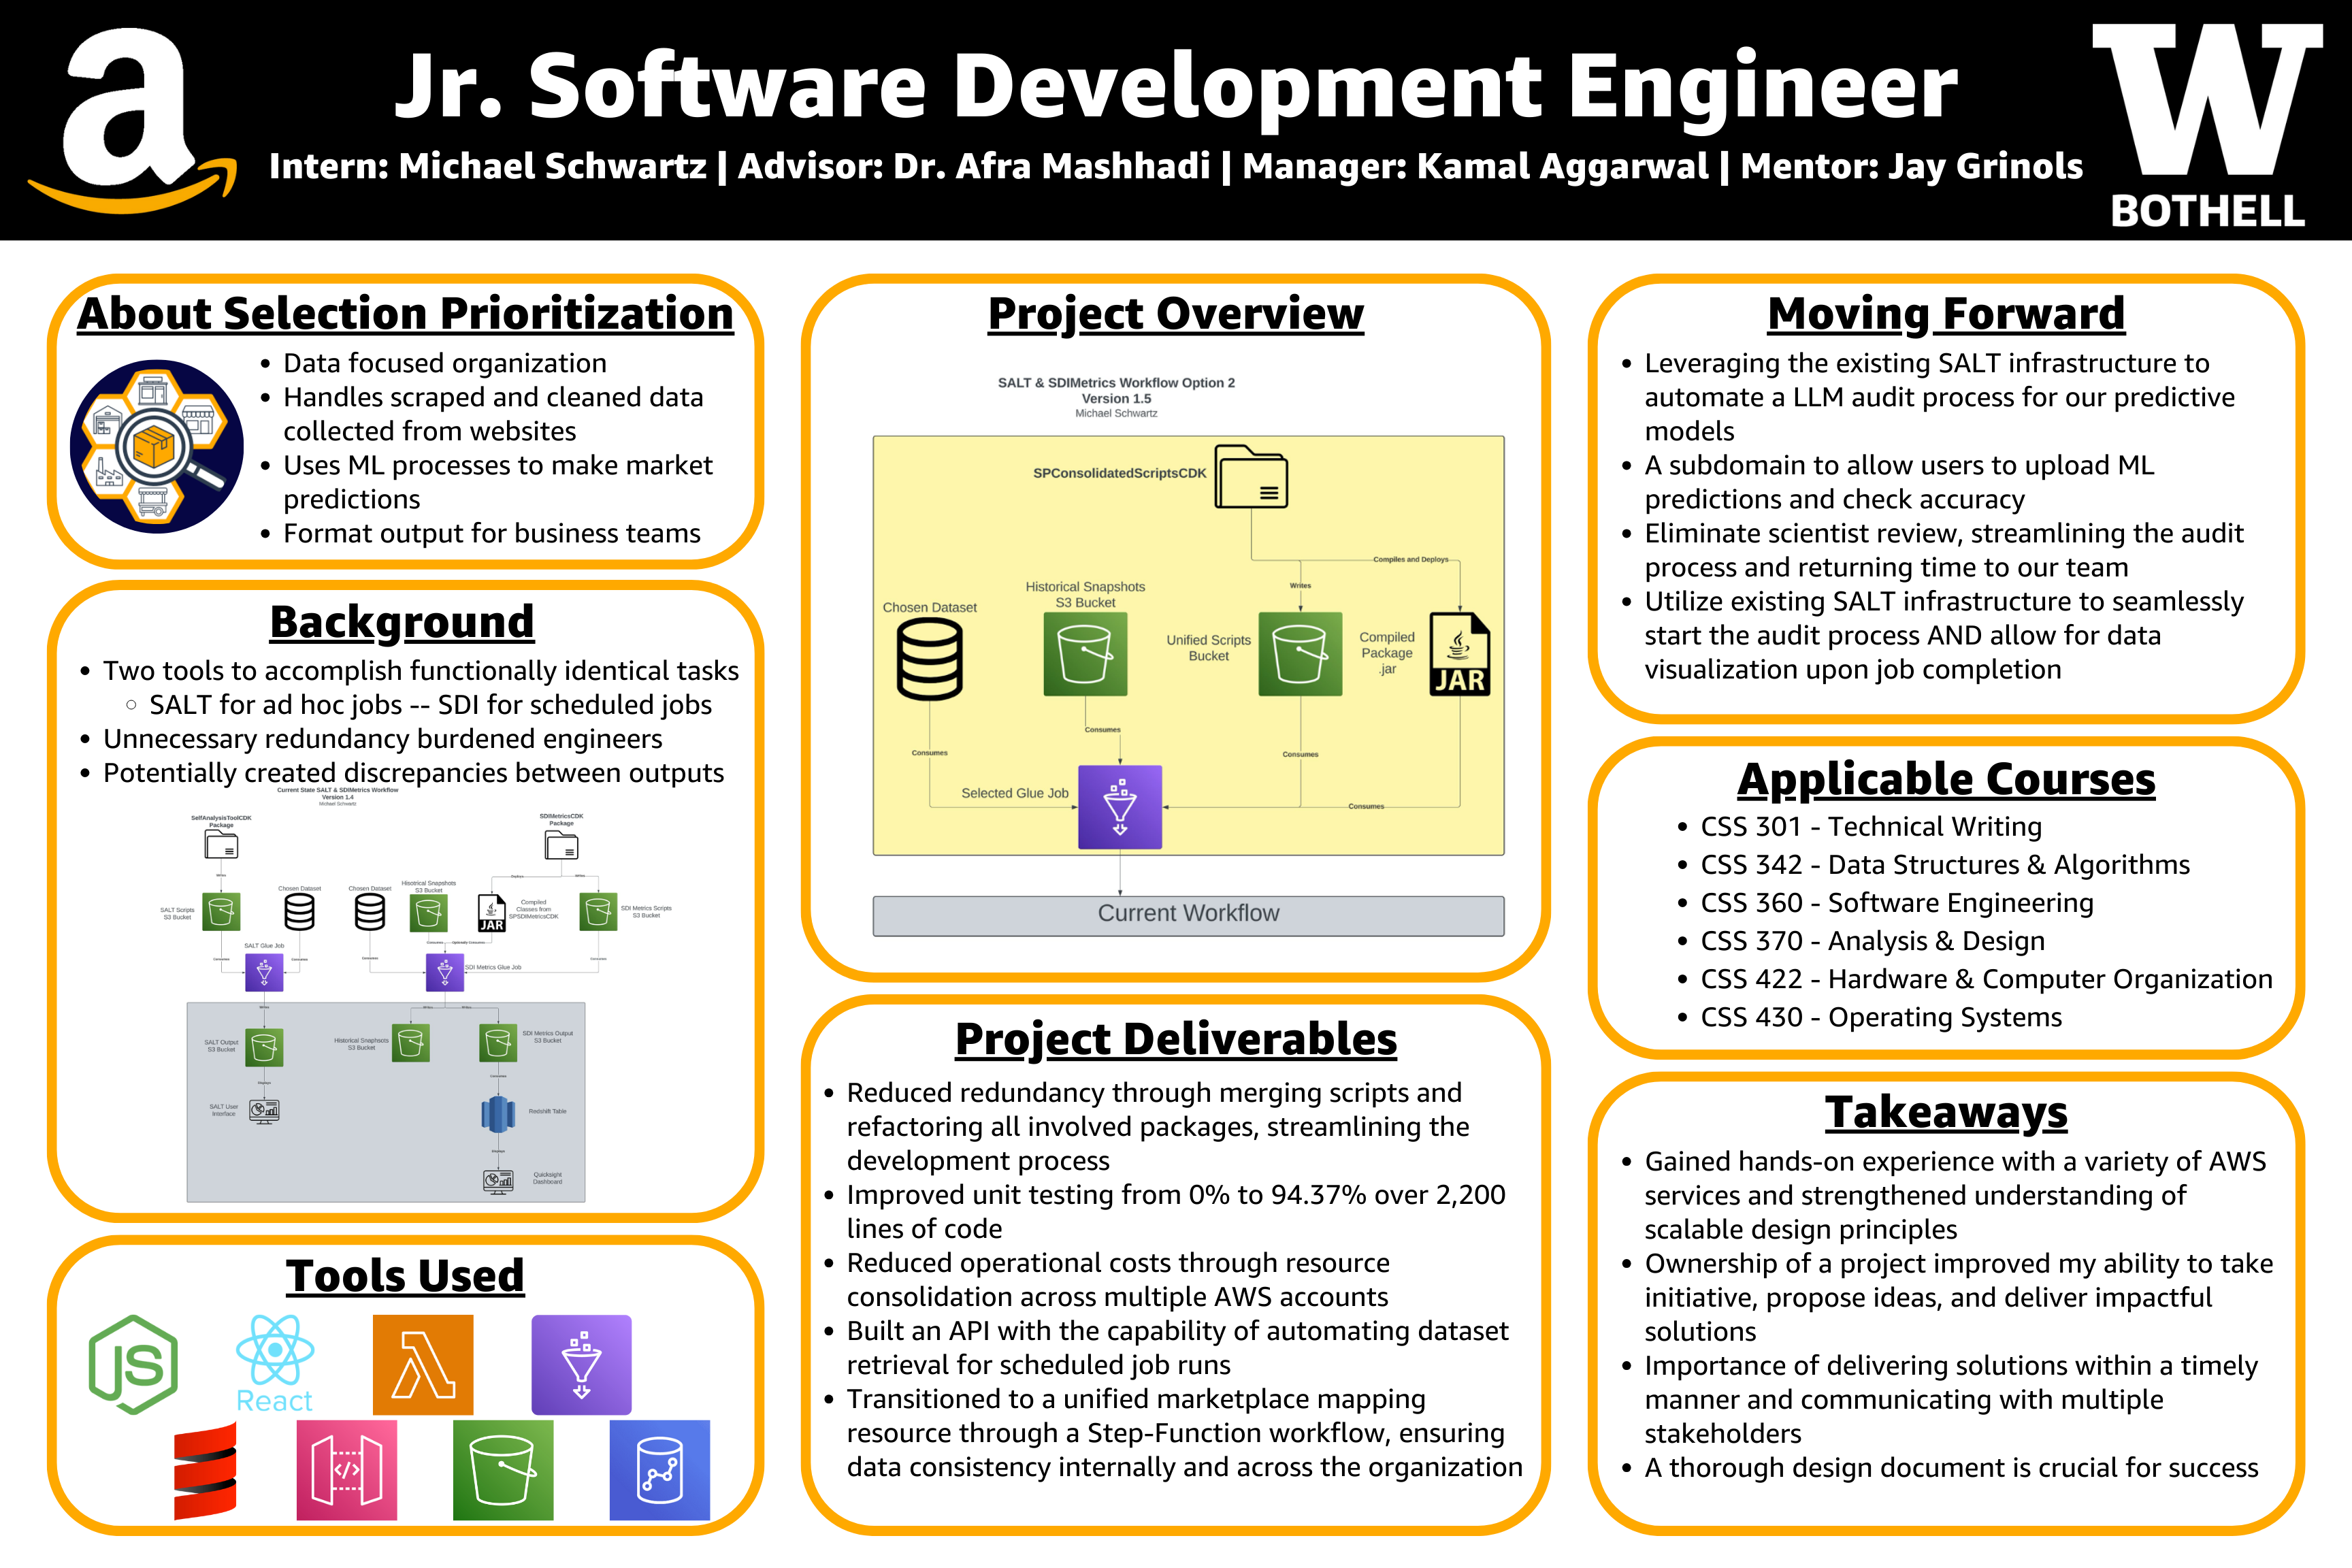 a
Jr. Software Development Engineer
Intern: Michael Schwartz | Advisor: Dr. Afra Mashhadi | Manager: Kamal Aggarwal | Mentor: Jay Grinols
W
BOTHELL
About Selection Prioritization
• Data focused organization
• Handles scraped and cleaned data
collected from websites
• Uses ML processes to make market
predictions
• Format output for business teams
Background
• Two tools to accomplish functionally identical tasks
◦ SALT for ad hoc jobs -- SDI for scheduled jobs
• Unnecessary redundancy burdened engineers
• Potentially created discrepancies between outputs
Current State SALT & SDIMetrics Workflow
Version 1.4
Michael Schwartz
SelfAnalysisToolCDK
Package
SDIMetricsCDK
Package
Writes
Deploys
Writes
SALT Scripts
S3 Bucket
Chosen Dataset
Chosen Dataset
Historical Snapshots
S3 Bucket
JAR
Compiled
Classes from
SPSDIMetricsCDK
SDI Metrics Scripts
S3 Bucket
Consumes
Optionally Consumes
SALT Glue Job
Consumes
Consumes
Consumes
SDI Metrics Glue Job
Consumes
Writes
Writes
Writes
SALT Output
S3 Bucket
Historical Snapshots
S3 Bucket
SDI Metrics Output
S3 Bucket
Displays
Consumes
SALT User
Interface
Redshift Table
Displays
Quicksight
Dashboard
Tools Used
JS
React
</>
Project Overview
SALT & SDIMetrics Workflow Option 2
Version 1.5
Michael Schwartz
SPConsolidatedScriptsCDK
Compiles and Deploys
Writes
Chosen Dataset
Historical Snapshots
S3 Bucket
Unified Scripts
Bucket
Compiled
Package
.jar
Java
JAR
Consumes
Consumes
Consumes
Selected Glue Job
Consumes
Current Workflow
Project Deliverables
• Reduced redundancy through merging scripts and
refactoring all involved packages, streamlining the
development process
• Improved unit testing from 0% to 94.37% over 2,200
lines of code
• Reduced operational costs through resource
consolidation across multiple AWS accounts
• Built an API with the capability of automating dataset
retrieval for scheduled job runs
• Transitioned to a unified marketplace mapping
resource through a Step-Function workflow, ensuring
data consistency internally and across the organization
Moving Forward
• Leveraging the existing SALT infrastructure to
automate a LLM audit process for our predictive
models
• A subdomain to allow users to upload ML
predictions and check accuracy
• Eliminate scientist review, streamlining the audit
process and returning time to our team
• Utilize existing SALT infrastructure to seamlessly
start the audit process AND allow for data
visualization upon job completion
Applicable Courses
• CSS 301 - Technical Writing
• CSS 342 - Data Structures & Algorithms
• CSS 360 - Software Engineering
• CSS 370 - Analysis & Design
• CSS 422 - Hardware & Computer Organization
• CSS 430 - Operating Systems
Takeaways
• Gained hands-on experience with a variety of AWS
services and strengthened understanding of
scalable design principles
• Ownership of a project improved my ability to take
initiative, propose ideas, and deliver impactful
solutions
• Importance of delivering solutions within a timely
manner and communicating with multiple
stakeholders
• A thorough design document is crucial for success